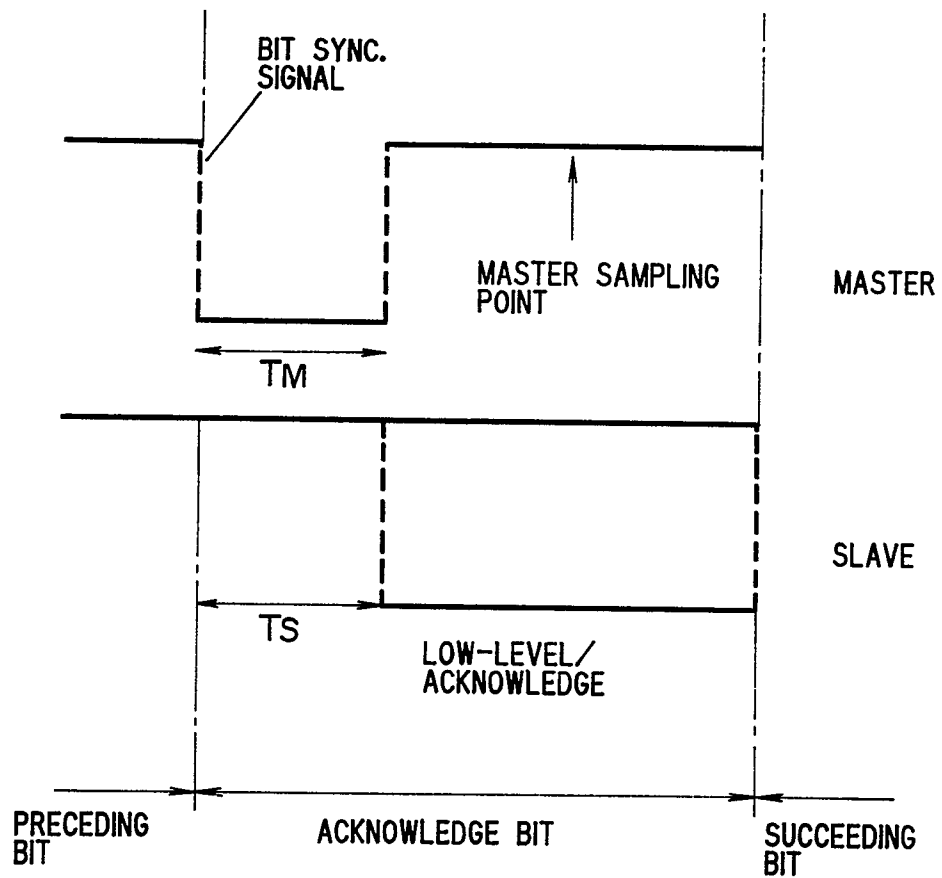 BIT SYNC.
SIGNAL
MASTER SAMPLING
POINT
MASTER
TM
SLAVE
TS
LOW-LEVEL/
ACKNOWLEDGE
PRECEDING
BIT
ACKNOWLEDGE BIT
SUCCEEDING
BIT